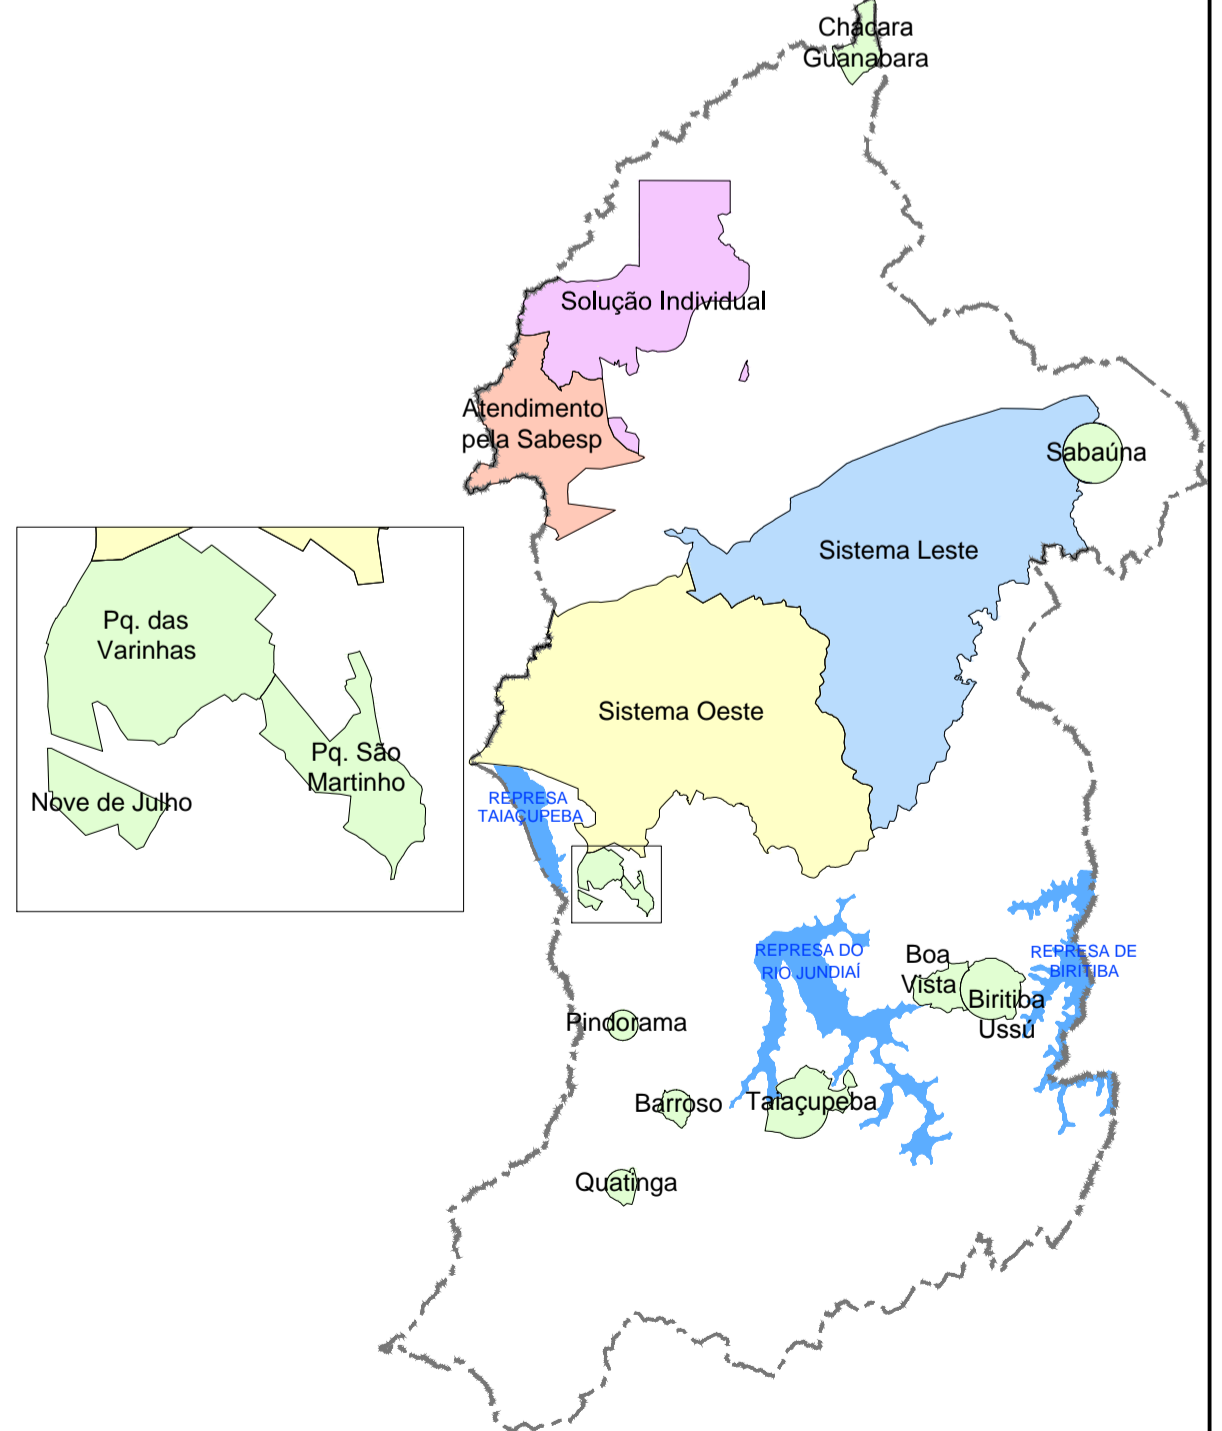 Chácara
Guanabara
Solução Individual
Atendimento
pela Sabesp
Sabaúna
Sistema Leste
Pq. das
Varinhas
Sistema Oeste
Pq. São
Martinho
Nove de Julho
REPRESA
TAIAÇUPEBA
REPRESA DO
RIO JUNDIAÍ
Boa
Vista
REPRESA DE
BIRITIBA
Biritiba
Ussú
Pindorama
Barroso
Taiaçupeba
Quatinga